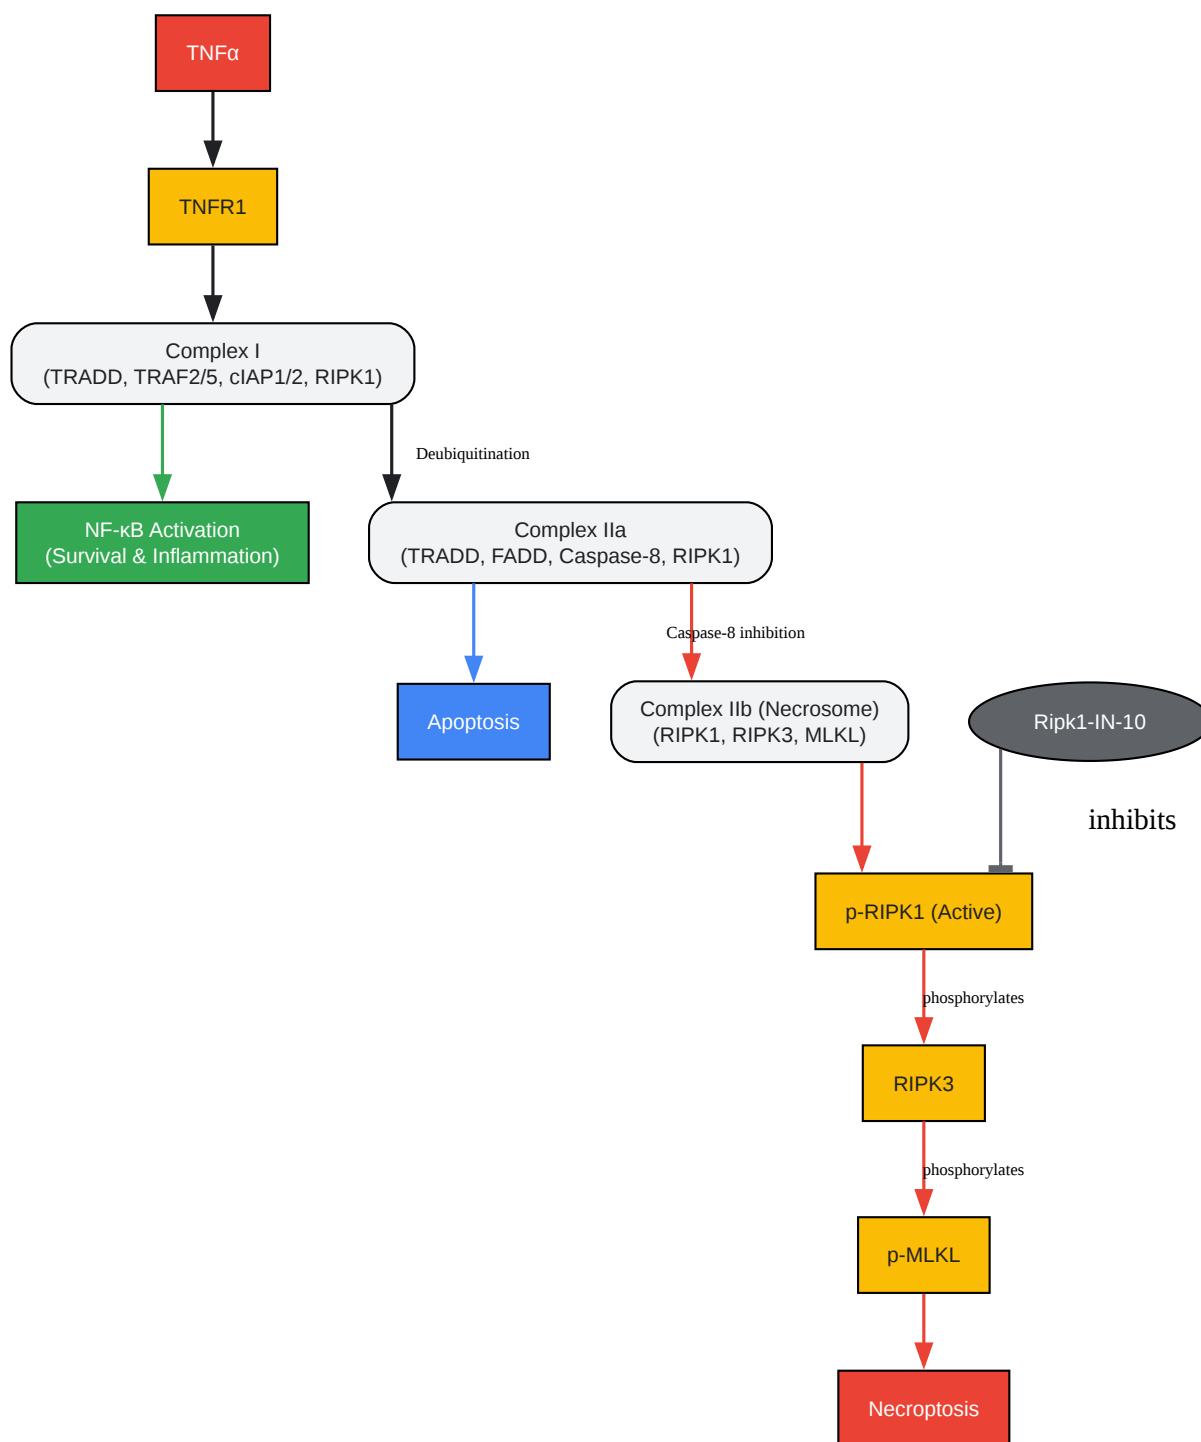 TNFα
TNFR1
Complex I
(TRADD, TRAF2/5, cIAP1/2, RIPK1)
Deubiquitination
NF-κB Activation
(Survival & Inflammation)
Complex IIa
(TRADD, FADD, Caspase-8, RIPK1)
Caspase-8 inhibition
Apoptosis
Complex IIb (Necrosome)
(RIPK1, RIPK3, MLKL)
Ripk1-IN-10
inhibits
p-RIPK1 (Active)
phosphorylates
RIPK3
phosphorylates
p-MLKL
Necroptosis